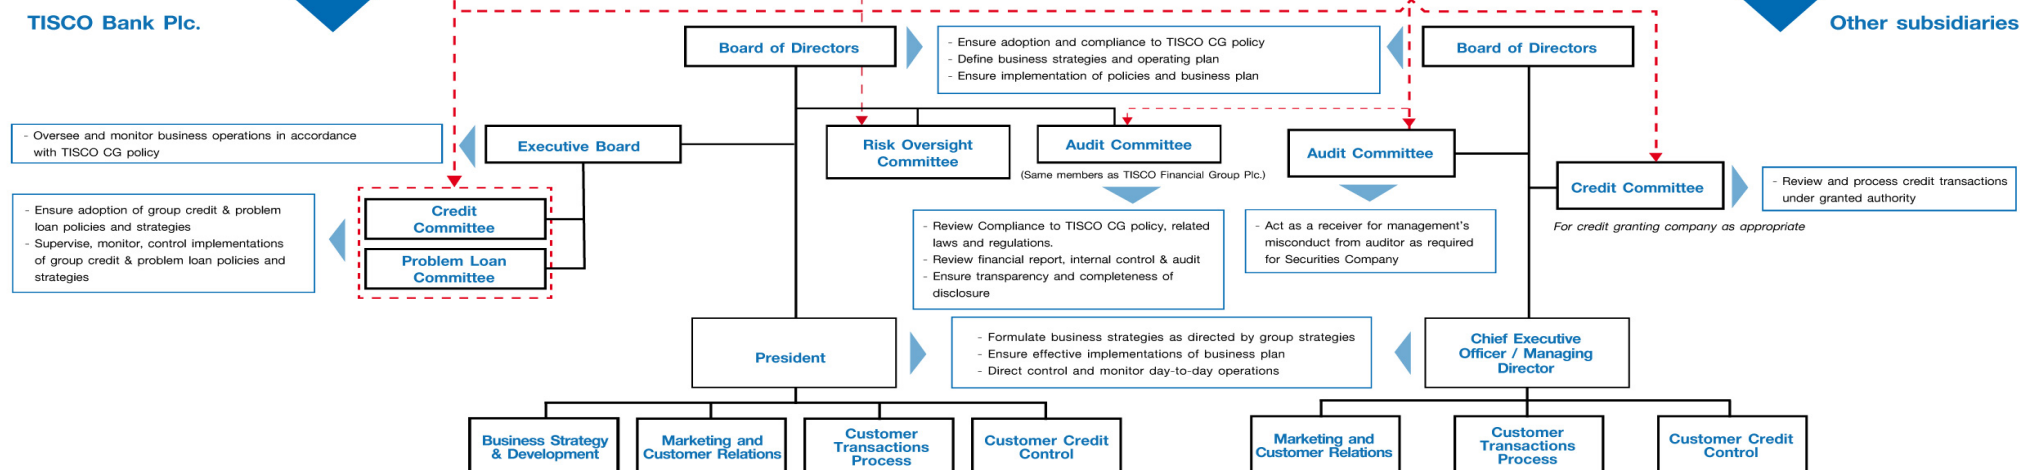 TISCO Bank Plc.
Other subsidiaries
Board of Directors
- Ensure adoption and compliance to TISCO CG policy
- Define business strategies and operating plan
- Ensure implementation of policies and business plan
Board of Directors
- Oversee and monitor business operations in accordance
with TISCO CG policy
Executive Board
Risk Oversight
Committee
Audit Committee
(Same members as TISCO Financial Group Plc.)
Audit Committee
Credit Committee
For credit granting company as appropriate
- Review and process credit transactions
under granted authority
- Ensure adoption of group credit & problem
loan policies and strategies
- Supervise, monitor, control implementations
of group credit & problem loan policies and
strategies
Credit
Committee
Problem Loan
Committee
- Review Compliance to TISCO CG policy, related
laws and regulations.
- Review financial report, internal control & audit
- Ensure transparency and completeness of
disclosure
- Act as a receiver for management's
misconduct from auditor as required
for Securities Company
President
- Formulate business strategies as directed by group strategies
- Ensure effective implementations of business plan
- Direct control and monitor day-to-day operations
Chief Executive
Officer / Managing
Director
Business Strategy
& Development
Marketing and
Customer Relations
Customer
Transactions
Process
Customer Credit
Control
Marketing and
Customer Relations
Customer
Transactions
Process
Customer Credit
Control